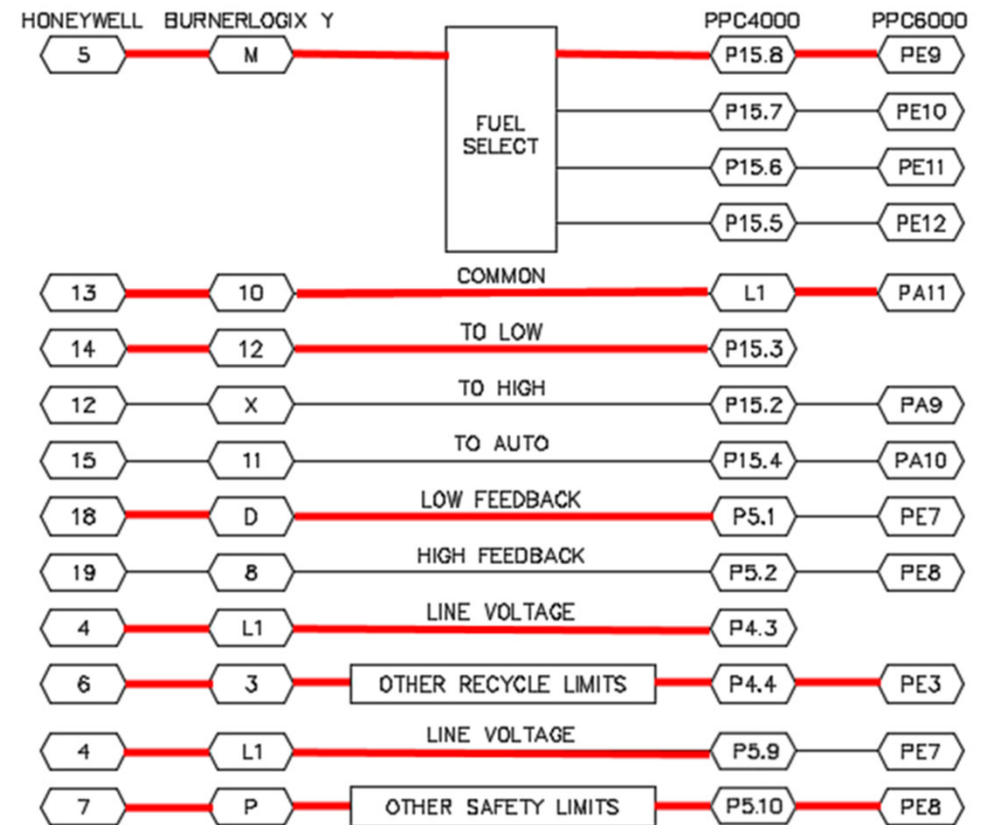 HONEYWELL BURNERLOGIX Y PPC4000 PPC6000
5 M P15.8 PE9
P15.7 PE10
FUEL
SELECT
P15.6 PE11
P15.5 PE12
COMMON
13 10 L1 PA11
TO LOW
14 12 P15.3
TO HIGH
12 X P15.2 PA9
TO AUTO
15 11 P15.4 PA10
LOW FEEDBACK
18 D P5.1 PE7
HIGH FEEDBACK
19 8 P5.2 PE8
LINE VOLTAGE
4 L1 P4.3
6 3 OTHER RECYCLE LIMITS P4.4 PE3
LINE VOLTAGE
4 L1 P5.9 PE7
7 P OTHER SAFETY LIMITS P5.10 PE8